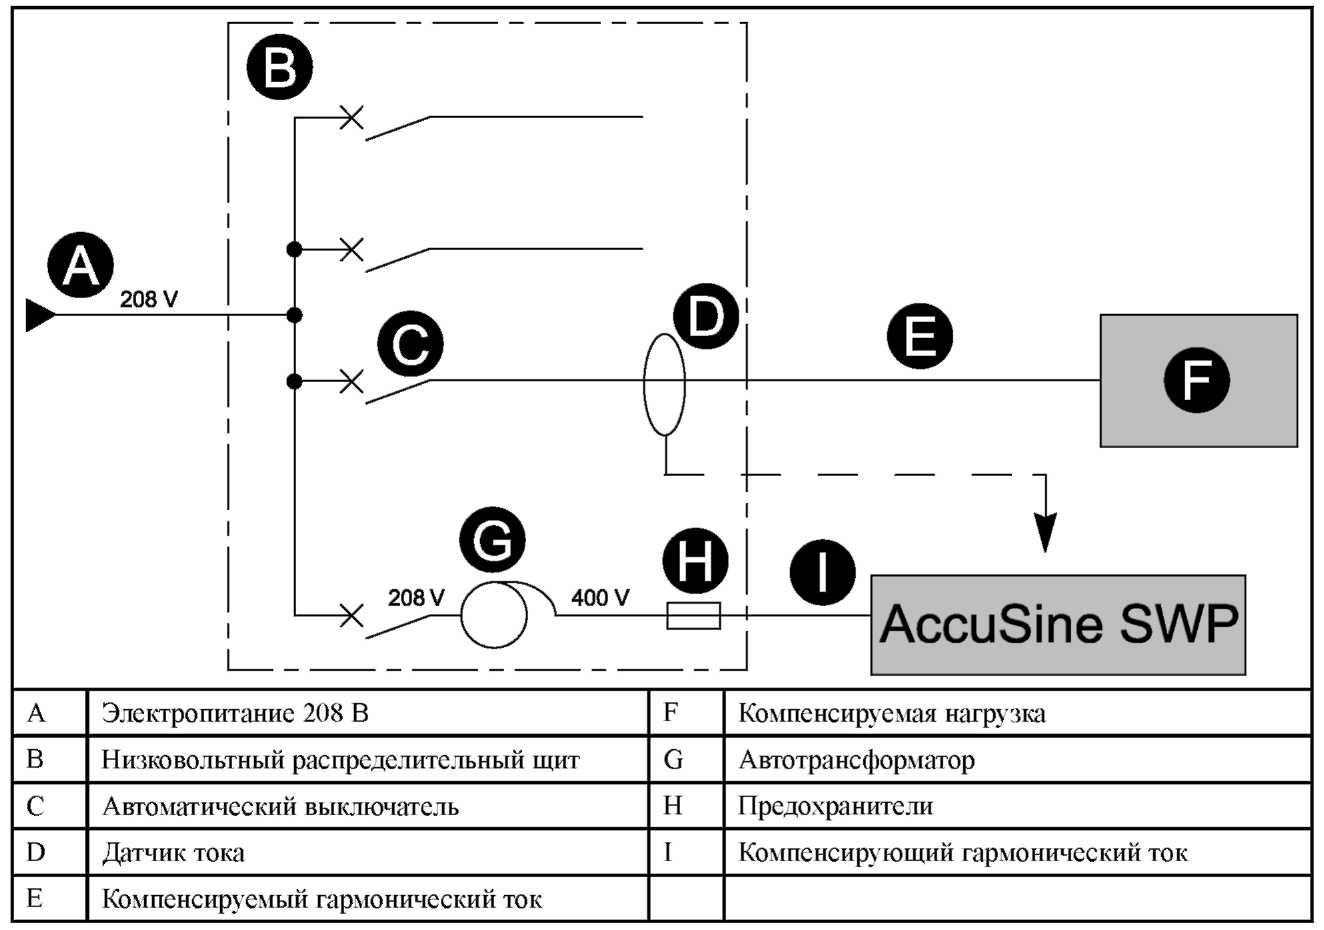 B
A
208 V
C
D
E
F
G
H
I
208 V
400 V
AccuSine SWP
A Электропитание 208 В F Компенсируемая нагрузка
B Низковольтный распределительный щит G Автотрансформатор
C Автоматический выключатель H Предохранители
D Датчик тока I Компенсирующий гармонический ток
E Компенсируемый гармонический ток